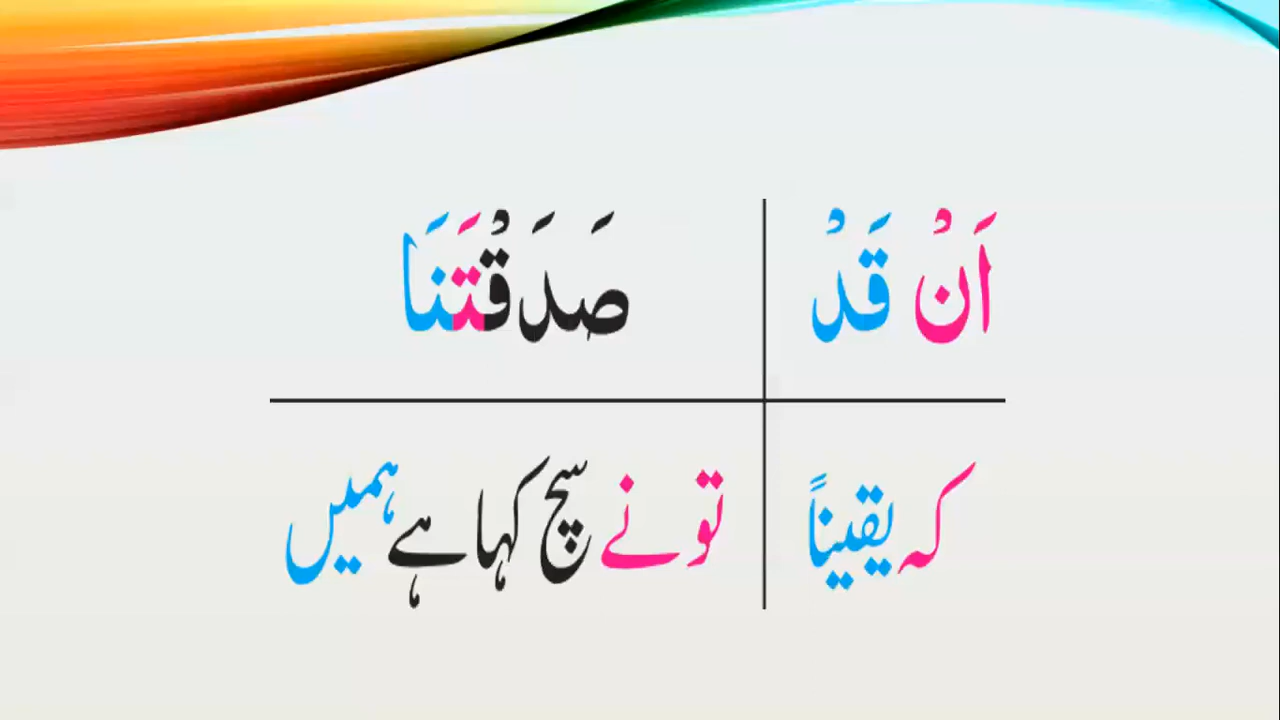 اَنْ قَدْ صَدَقْتَنَا
کہ یقیناً تو نے سچ کہا ہے ہمیں